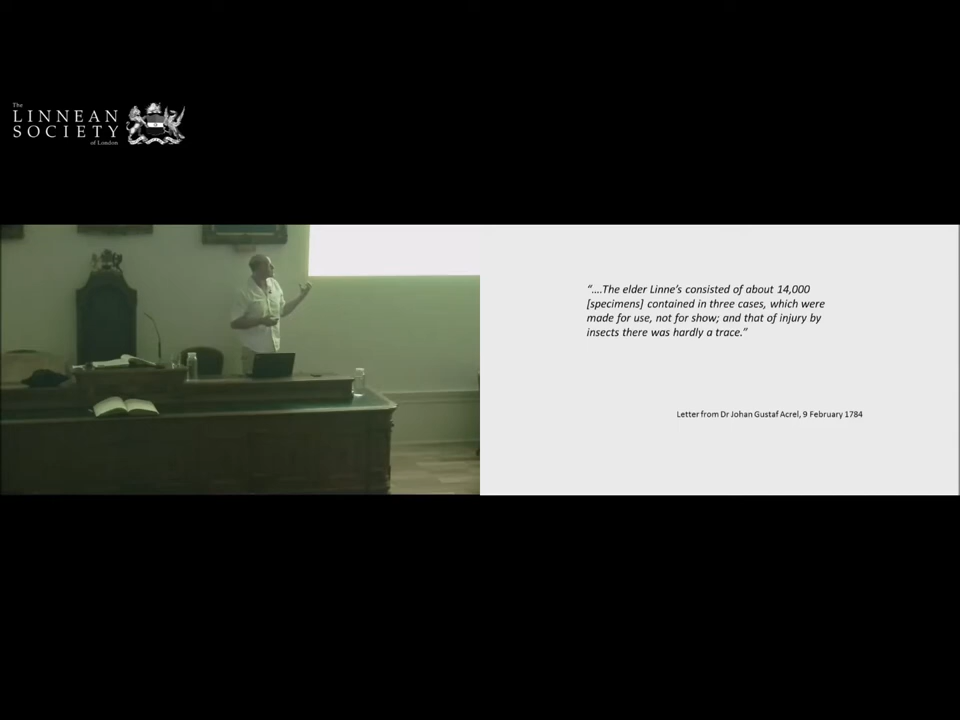 The
LINNEAN
SOCIETY
of London
“....The elder Linne’s consisted of about 14,000
[specimens] contained in three cases, which were
made for use, not for show; and that of injury by
insects there was hardly a trace.”
Letter from Dr Johan Gustaf Acrel, 9 February 1784